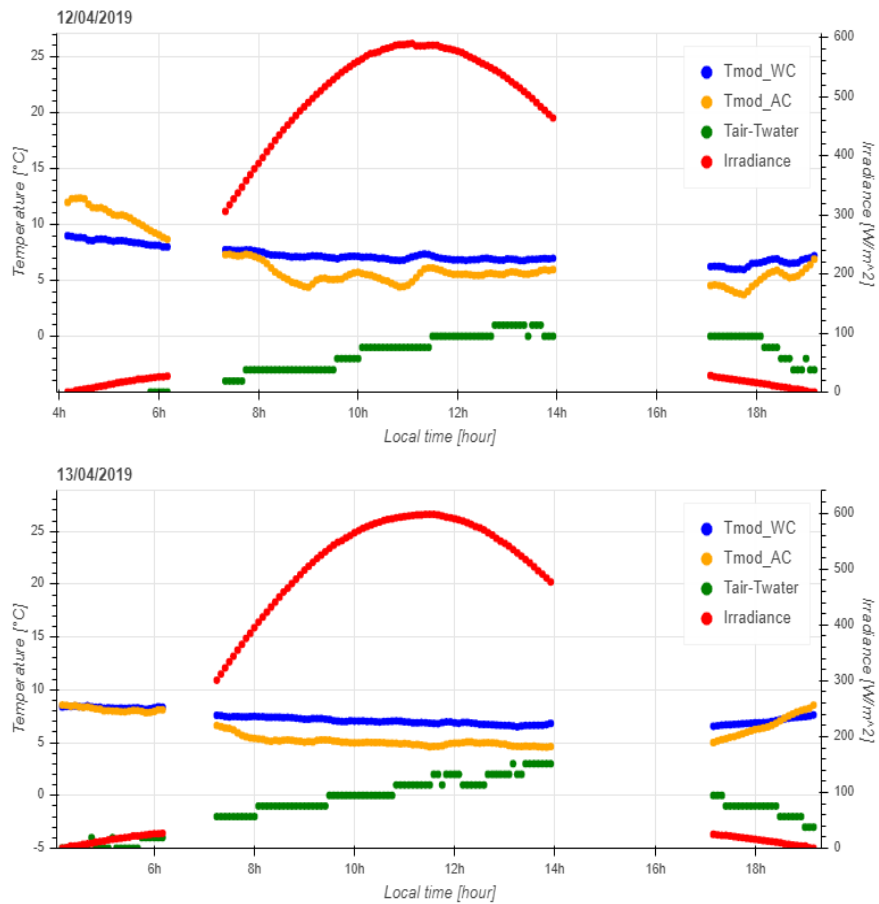 12/04/2019
25
20
15
10
5
0
Temperature [°C]
600
500
400
300
200
100
0
Irradiance [W/m^2]
Tmod_WC
Tmod_AC
Tair-Twater
Irradiance
4h 6h 8h 10h 12h 14h 16h 18h
Local time [hour]
13/04/2019
25
20
15
10
5
0
-5
Temperature [°C]
600
500
400
300
200
100
0
Irradiance [W/m^2]
Tmod_WC
Tmod_AC
Tair-Twater
Irradiance
6h 8h 10h 12h 14h 16h 18h
Local time [hour]